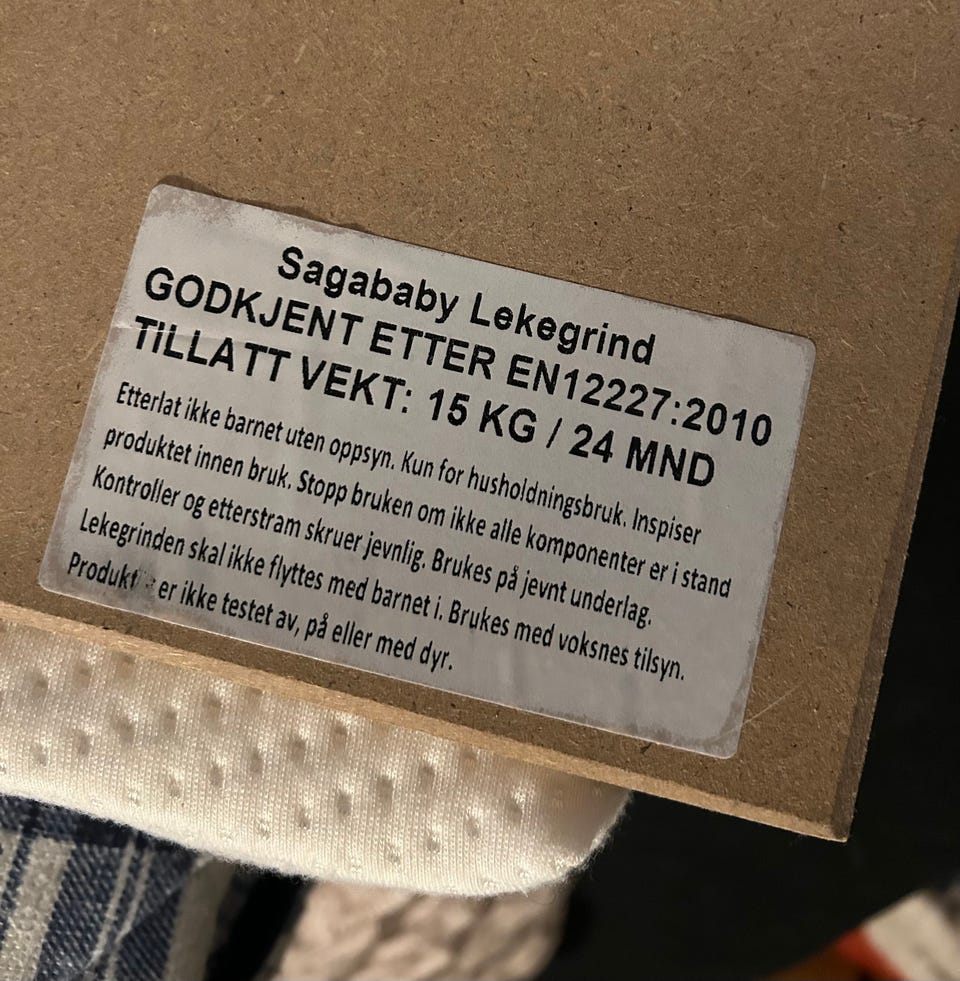 Sagababy Lekegrind
GODKJENT ETTER EN12227:2010
TILLATT VEKT: 15 KG / 24 MND
Etterlat ikke barnet uten oppsyn. Kun for husholdningsbruk. Inspiser
produktet innen bruk. Stopp bruken om ikke alle komponenter er i stand
Kontroller og etterstram skruer jevnlig. Brukes på jevnt underlag.
Lekegrinden skal ikke flyttes med barnet i. Brukes med voksnes tilsyn.
er ikke testet av, på eller med dyr.